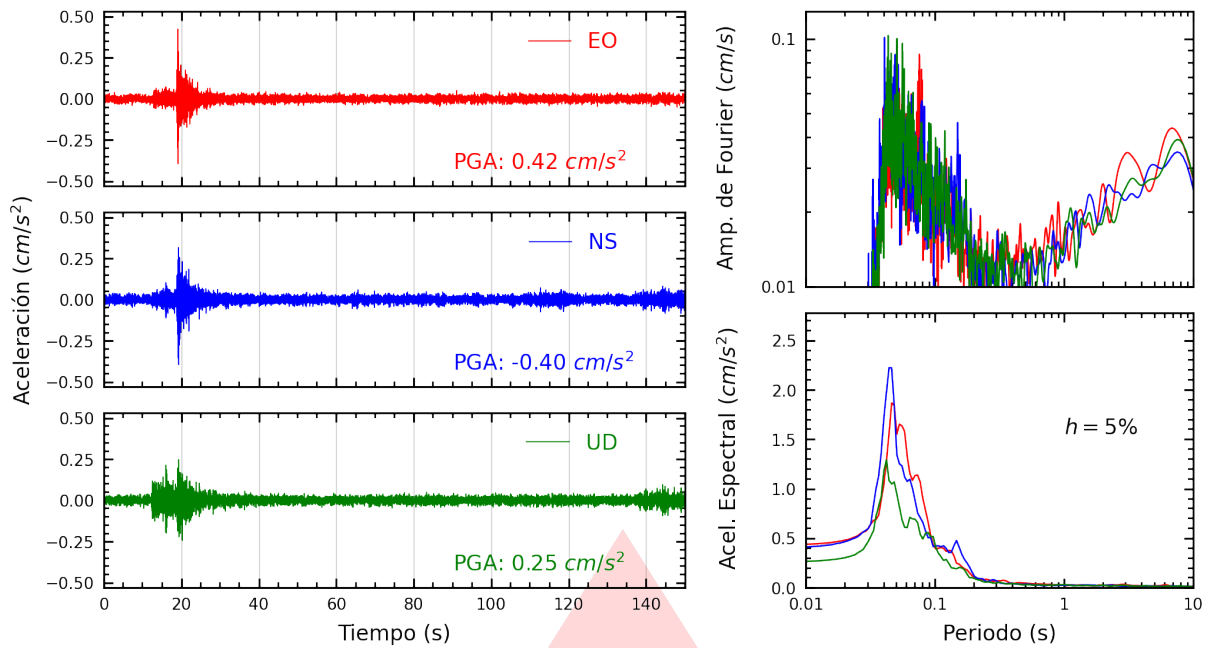 Aceleración (cm/s²)
0.50
0.25
0.00
−0.25
−0.50
EO
PGA: 0.42 cm/s²
0.50
0.25
0.00
−0.25
−0.50
NS
PGA: -0.40 cm/s²
0.50
0.25
0.00
−0.25
−0.50
UD
PGA: 0.25 cm/s²
0 20 40 60 80 100 120 140
Tiempo (s)
Amp. de Fourier (cm/s)
0.1
0.01
Acel. Espectral (cm/s²)
2.5
2.0
1.5
1.0
0.5
0.0
h = 5%
0.01 0.1 1 10
Periodo (s)